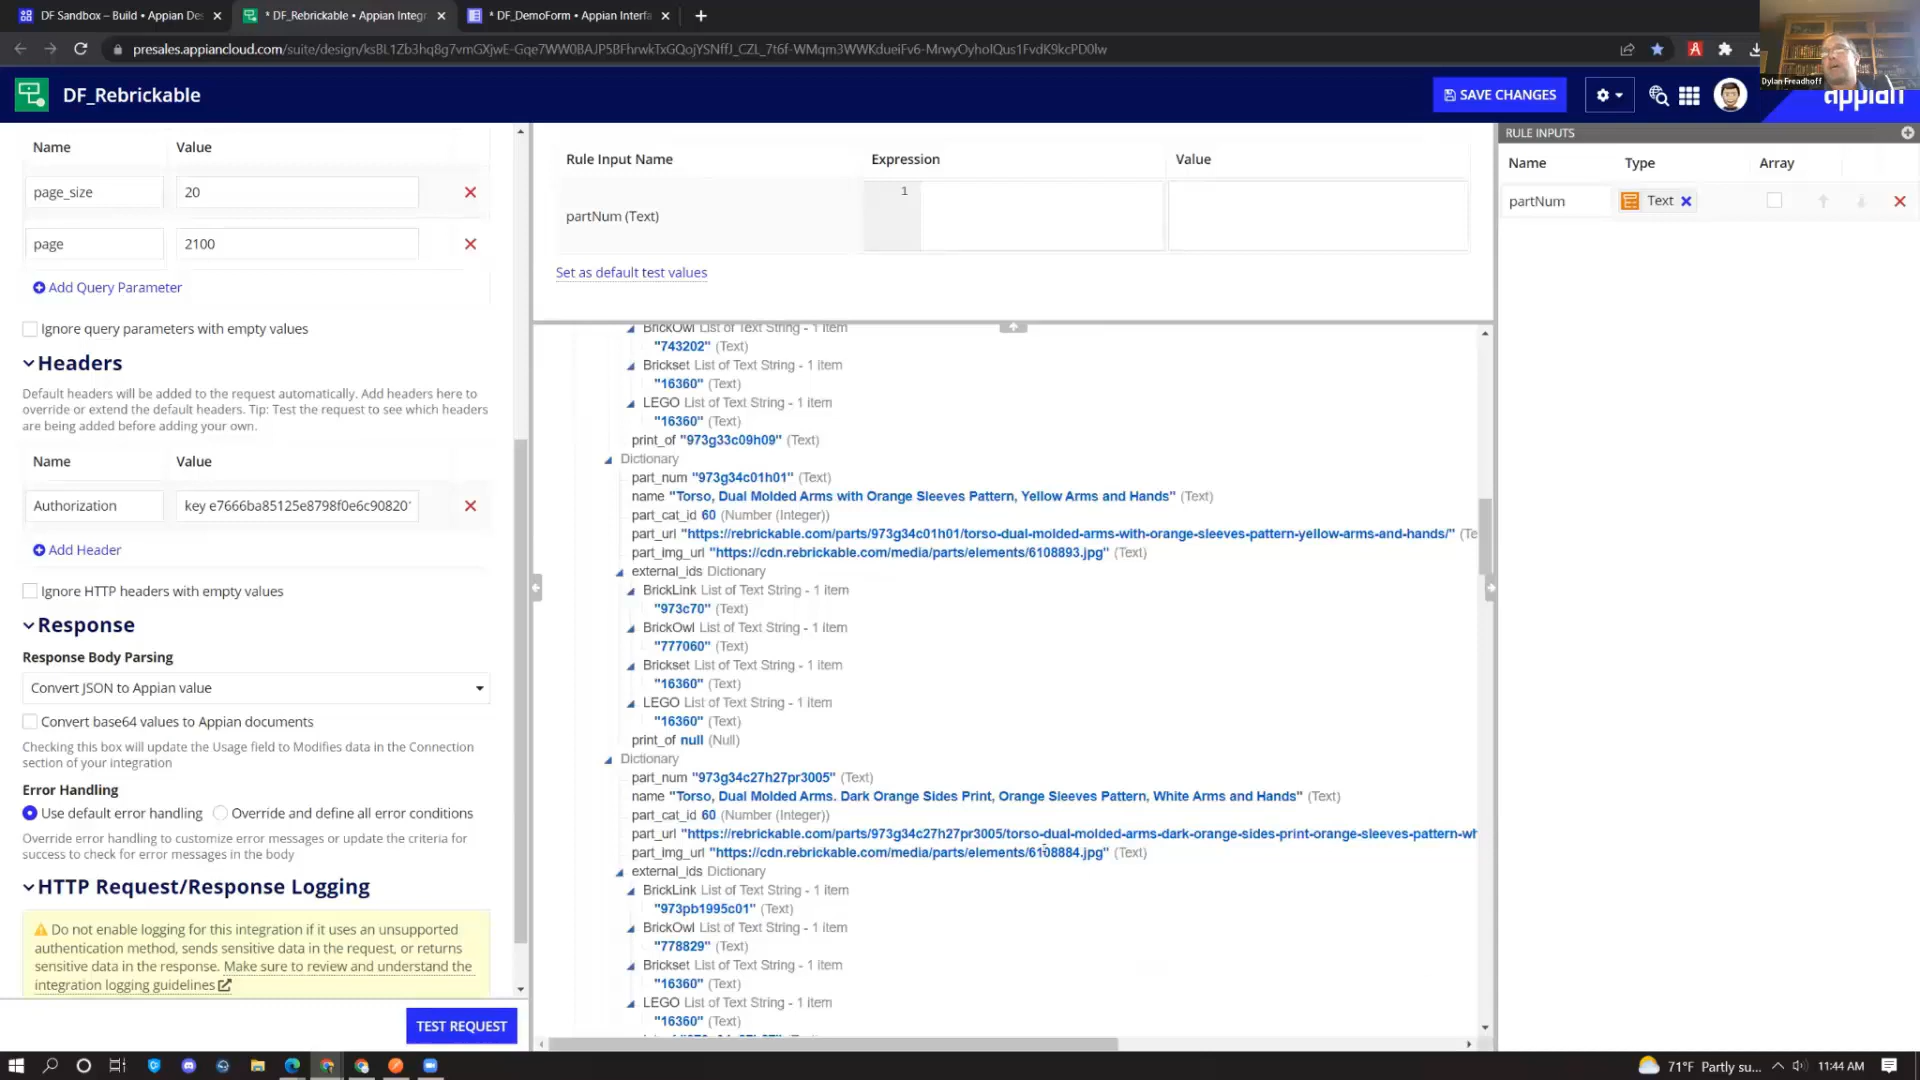 DF Sandbox – Build • Appian Des
* DF_Rebrickable • Appian Integr
* DF_DemoForm • Appian Interfa
presales.appiancloud.com/suite/design/
Dylan Freadhoff
DF_Rebrickable
SAVE CHANGES
appian
Name Value
page_size 20
page 2100
Add Query Parameter
Ignore query parameters with empty values
Headers
Default headers will be added to the request automatically. Add headers here to
override or extend the default headers. Tip: Test the request to see which headers
are being added before adding your own.
Name Value
Authorization key e7666ba85125e8798f0e6c90820
Add Header
Ignore HTTP headers with empty values
Response
Response Body Parsing
Convert JSON to Appian value
Convert base64 values to Appian documents
Checking this box will update the Usage field to Modifies data in the Connection
section of your integration
Error Handling
Use default error handling Override and define all error conditions
Override error handling to customize error messages or update the criteria for
success to check for error messages in the body
HTTP Request/Response Logging
Do not enable logging for this integration if it uses an unsupported
authentication method, sends sensitive data in the request, or returns
sensitive data in the response. Make sure to review and understand the
integration logging guidelines
TEST REQUEST
Rule Input Name Expression Value
1
partNum (Text)
Set as default test values
BrickOwl List of Text String - 1 item
"743202" (Text)
Brickset List of Text String - 1 item
"16360" (Text)
LEGO List of Text String - 1 item
"16360" (Text)
print_of "973g33c09h09" (Text)
Dictionary
part_num "973g34c01h01" (Text)
name "Torso, Dual Molded Arms with Orange Sleeves Pattern, Yellow Arms and Hands" (Text)
part_cat_id 60 (Number (Integer))
part_url "https://rebrickable.com/parts/973g34c01h01/torso-dual-molded-arms-with-orange-sleeves-pattern-yellow-arms-and-hands/" (Te
part_img_url "https://cdn.rebrickable.com/media/parts/elements/6108893.jpg" (Text)
external_ids Dictionary
BrickLink List of Text String - 1 item
"973c70" (Text)
BrickOwl List of Text String - 1 item
"777060" (Text)
Brickset List of Text String - 1 item
"16360" (Text)
LEGO List of Text String - 1 item
"16360" (Text)
print_of null (Null)
Dictionary
part_num "973g34c27h27pr3005" (Text)
name "Torso, Dual Molded Arms. Dark Orange Sides Print, Orange Sleeves Pattern, White Arms and Hands" (Text)
part_cat_id 60 (Number (Integer))
part_url "https://rebrickable.com/parts/973g34c27h27pr3005/torso-dual-molded-arms-dark-orange-sides-print-orange-sleeves-pattern-wh
part_img_url "https://cdn.rebrickable.com/media/parts/elements/6108884.jpg" (Text)
external_ids Dictionary
BrickLink List of Text String - 1 item
"973pb1995c01" (Text)
BrickOwl List of Text String - 1 item
"778829" (Text)
Brickset List of Text String - 1 item
"16360" (Text)
LEGO List of Text String - 1 item
"16360" (Text)
RULE INPUTS
Name Type Array
partNum Text
71°F Partly su...
11:44 AM